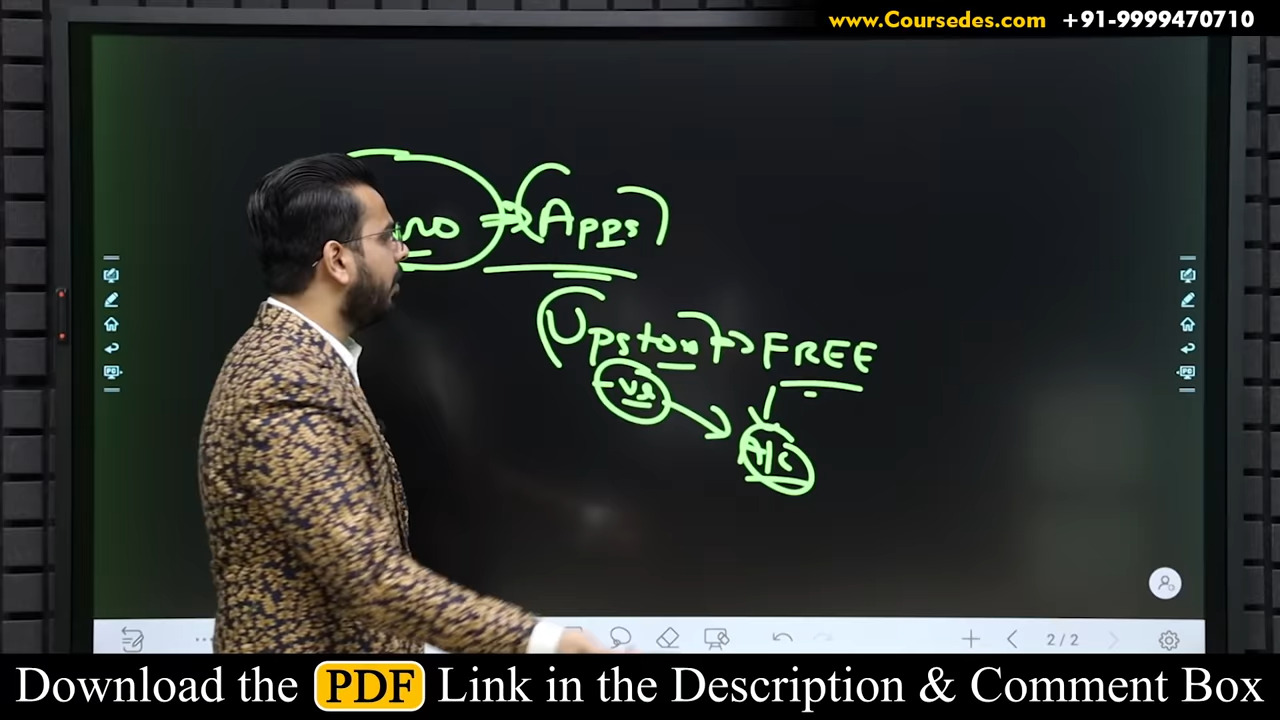 www.Coursedes.com +91-9999470710
Apps
Upstox → FREE
-ve
A/c
2/2
Download the PDF Link in the Description & Comment Box